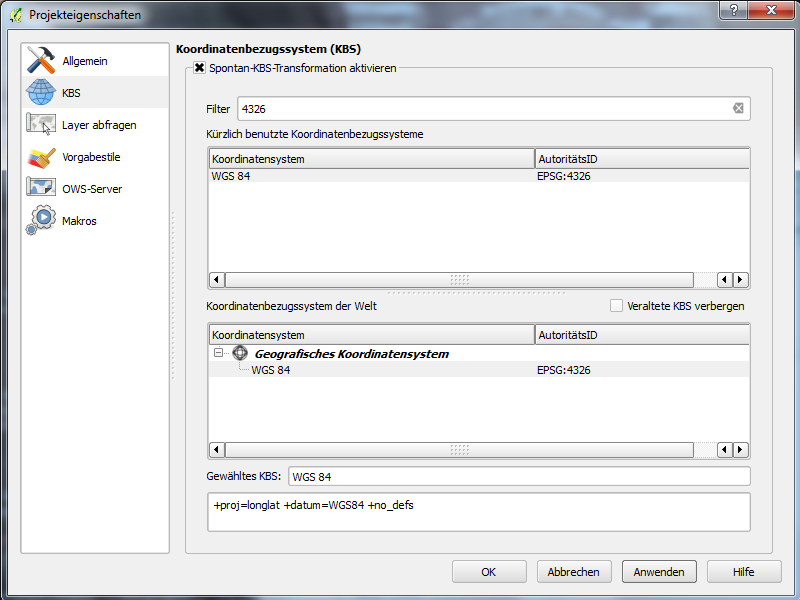 Projekteigenschaften
?
Allgemein
KBS
Layer abfragen
Vorgabestile
OWS-Server
Makros
Koordinatenbezugssystem (KBS)
Spontan-KBS-Transformation aktivieren
Filter 4326
Kürzlich benutzte Koordinatenbezugssysteme
Koordinatensystem AutoritätsID
WGS 84 EPSG:4326
Koordinatenbezugssystem der Welt Veraltete KBS verbergen
Koordinatensystem AutoritätsID
Geografisches Koordinatensystem
WGS 84 EPSG:4326
Gewähltes KBS: WGS 84
+proj=longlat +datum=WGS84 +no_defs
OK Abbrechen Anwenden Hilfe